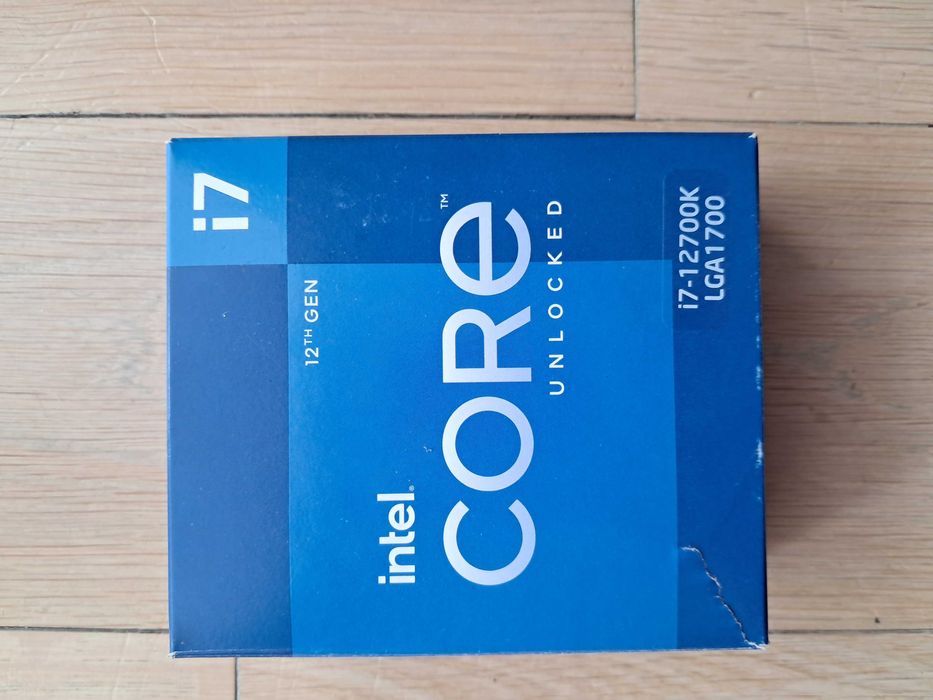 i7
12TH GEN
intel®
CORe™
UNLOCKED
i7-12700K
LGA1700